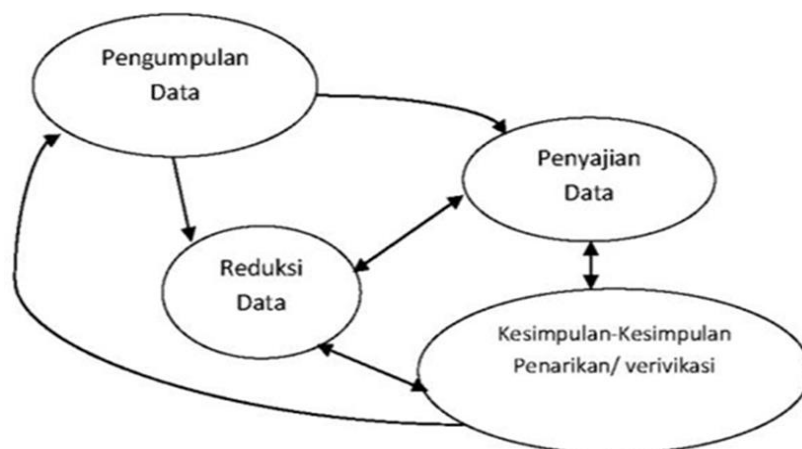 Pengumpulan
Data
Penyajian
Data
Reduksi
Data
Kesimpulan-Kesimpulan
Penarikan/ verivikasi